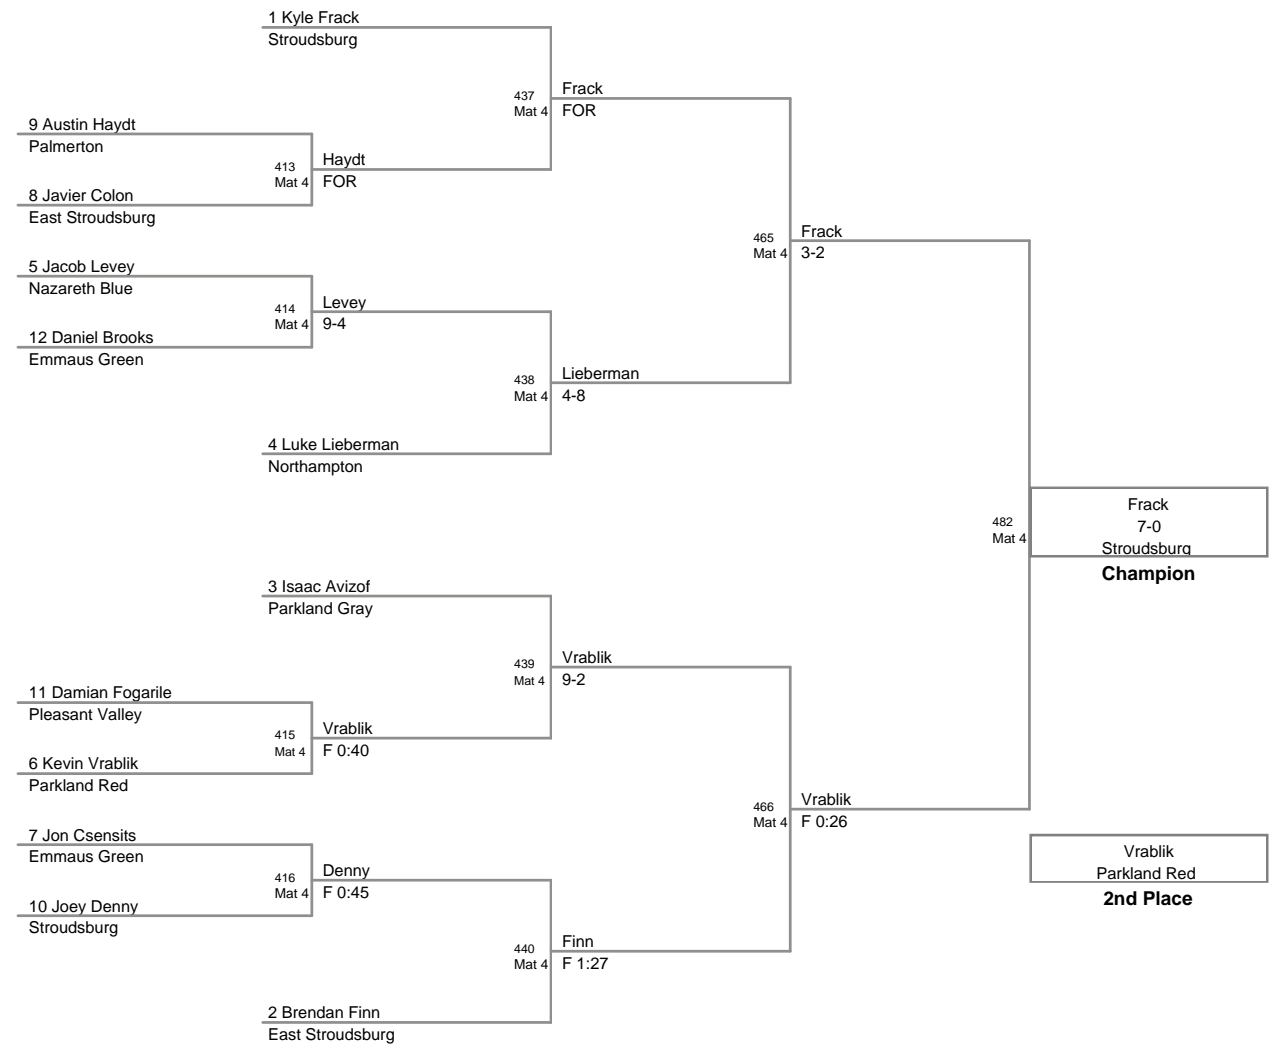 1 Kyle Frack
Stroudsburg
437
Mat 4
Frack
FOR
9 Austin Haydt
Palmerton
413
Mat 4
Haydt
FOR
8 Javier Colon
East Stroudsburg
465
Mat 4
Frack
3-2
5 Jacob Levey
Nazareth Blue
414
Mat 4
Levey
9-4
12 Daniel Brooks
Emmaus Green
438
Mat 4
Lieberman
4-8
4 Luke Lieberman
Northampton
482
Mat 4
Frack
7-0
Stroudsburg
Champion
3 Isaac Avizof
Parkland Gray
439
Mat 4
Vrablik
9-2
11 Damian Fogarile
Pleasant Valley
415
Mat 4
Vrablik
F 0:40
6 Kevin Vrablik
Parkland Red
466
Mat 4
Vrablik
F 0:26
7 Jon Csensits
Emmaus Green
416
Mat 4
Denny
F 0:45
10 Joey Denny
Stroudsburg
Vrablik
Parkland Red
2nd Place
440
Mat 4
Finn
F 1:27
2 Brendan Finn
East Stroudsburg